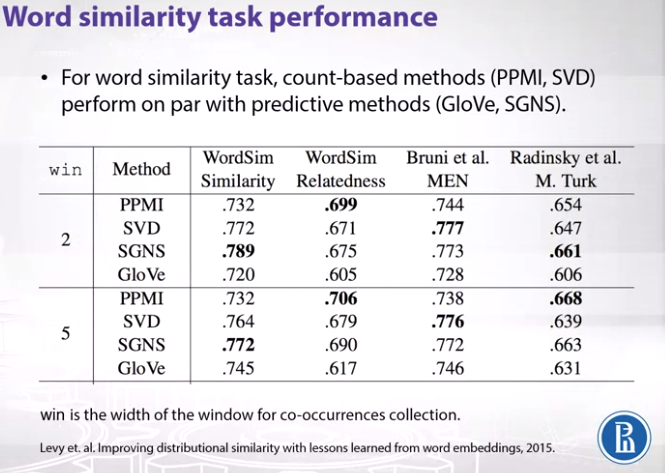 Word similarity task performance
• For word similarity task, count-based methods (PPMI, SVD)
perform on par with predictive methods (GloVe, SGNS).
win Method WordSim Similarity WordSim Relatedness Bruni et al. MEN Radinsky et al. M. Turk
2 PPMI .732 .699 .744 .654
SVD .772 .671 .777 .647
SGNS .789 .675 .773 .661
GloVe .720 .605 .728 .606
5 PPMI .732 .706 .738 .668
SVD .764 .679 .776 .639
SGNS .772 .690 .772 .663
GloVe .745 .617 .746 .631
win is the width of the window for co-occurrences collection.
Levy et. al. Improving distributional similarity with lessons learned from word embeddings, 2015.